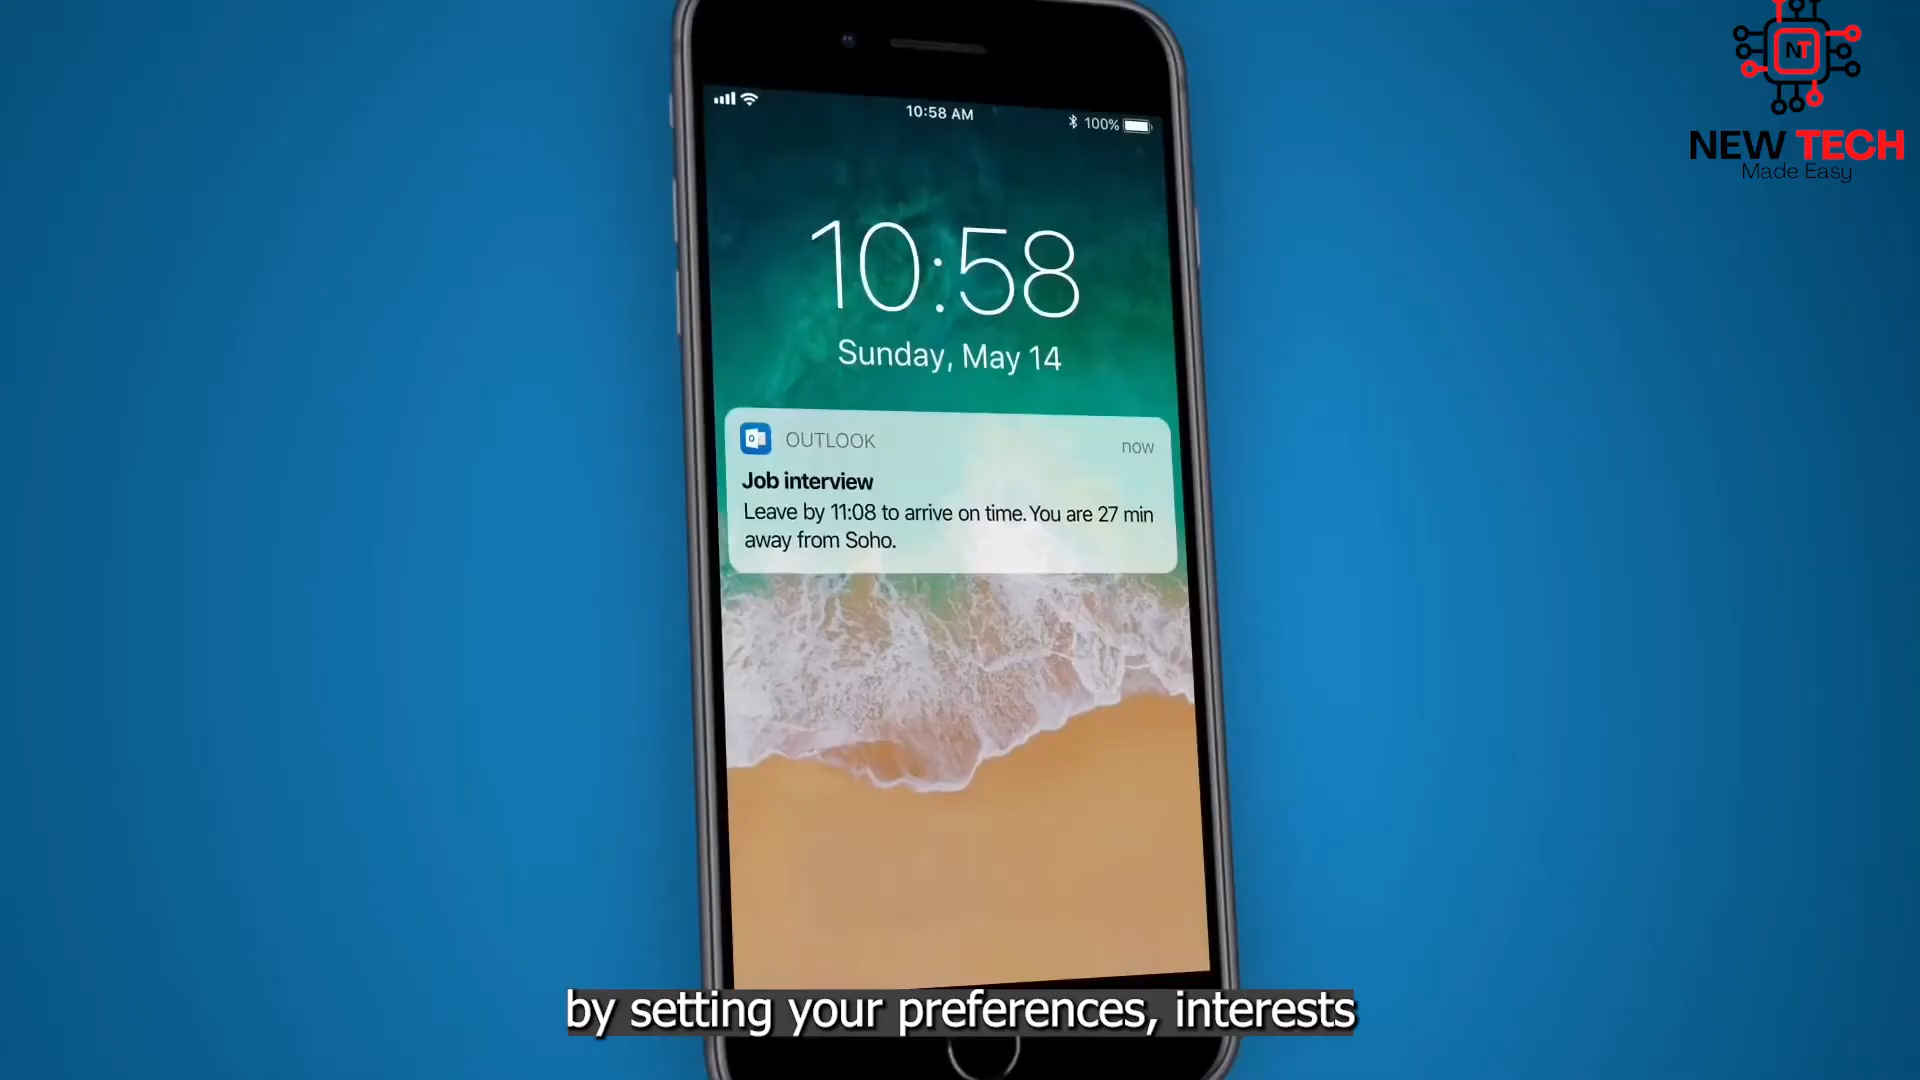 NT
NEW TECH
Made Easy
10:58 AM
100%
10:58
Sunday, May 14
OUTLOOK
now
Job interview
Leave by 11:08 to arrive on time. You are 27 min
away from Soho.
by setting your preferences, interests